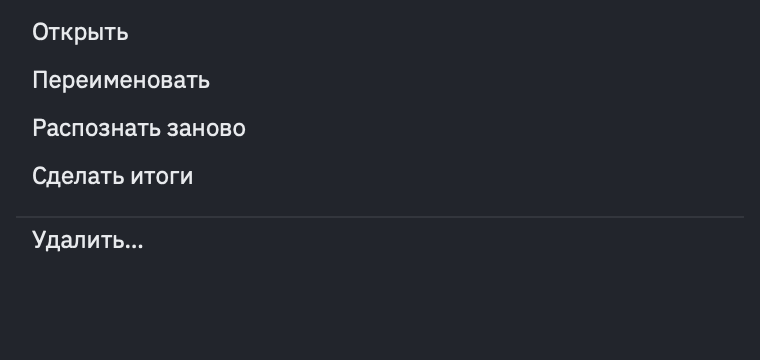 Открыть
Переименовать
Распознать заново
Сделать итоги
Удалить...